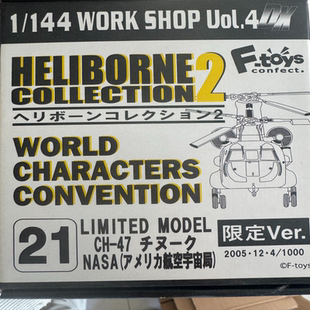 1/144 WORK SHOP Vol.4 DX
HELIBORNE
COLLECTION 2
F-toys
confect.
ヘリボーンコレクション2
WORLD
CHARACTERS
CONVENTION
21
LIMITED MODEL
CH-47 チヌーク
NASA(アメリカ航空宇宙局)
限定Ver.
2005・12・4/1000
©F-toys